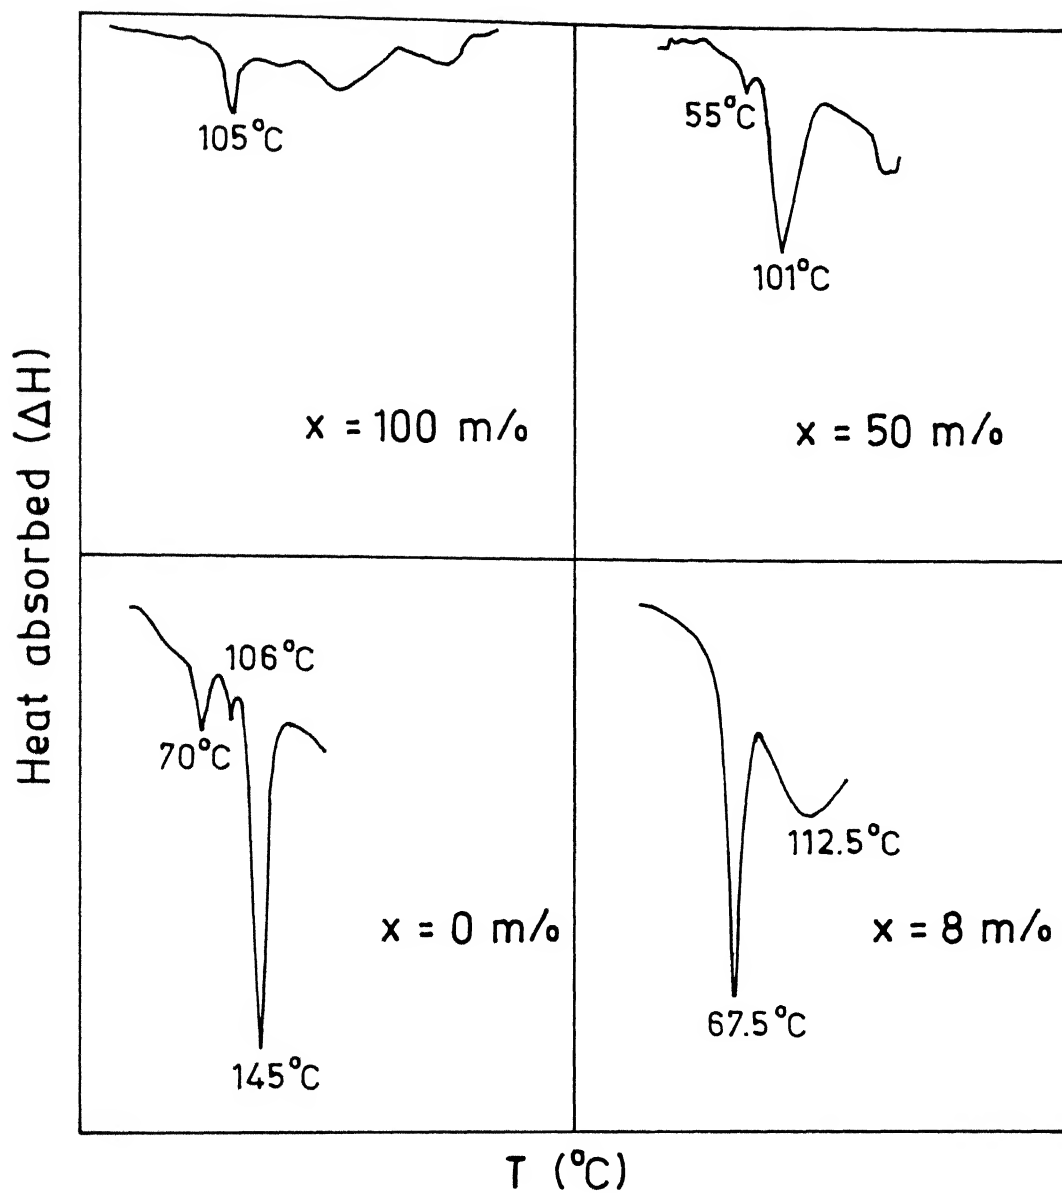 105°C
x = 100 m/o
55°C
101°C
x = 50 m/o
Heat absorbed (ΔH)
106°C
70°C
145°C
x = 0 m/o
112.5°C
67.5°C
x = 8 m/o
T (°C)